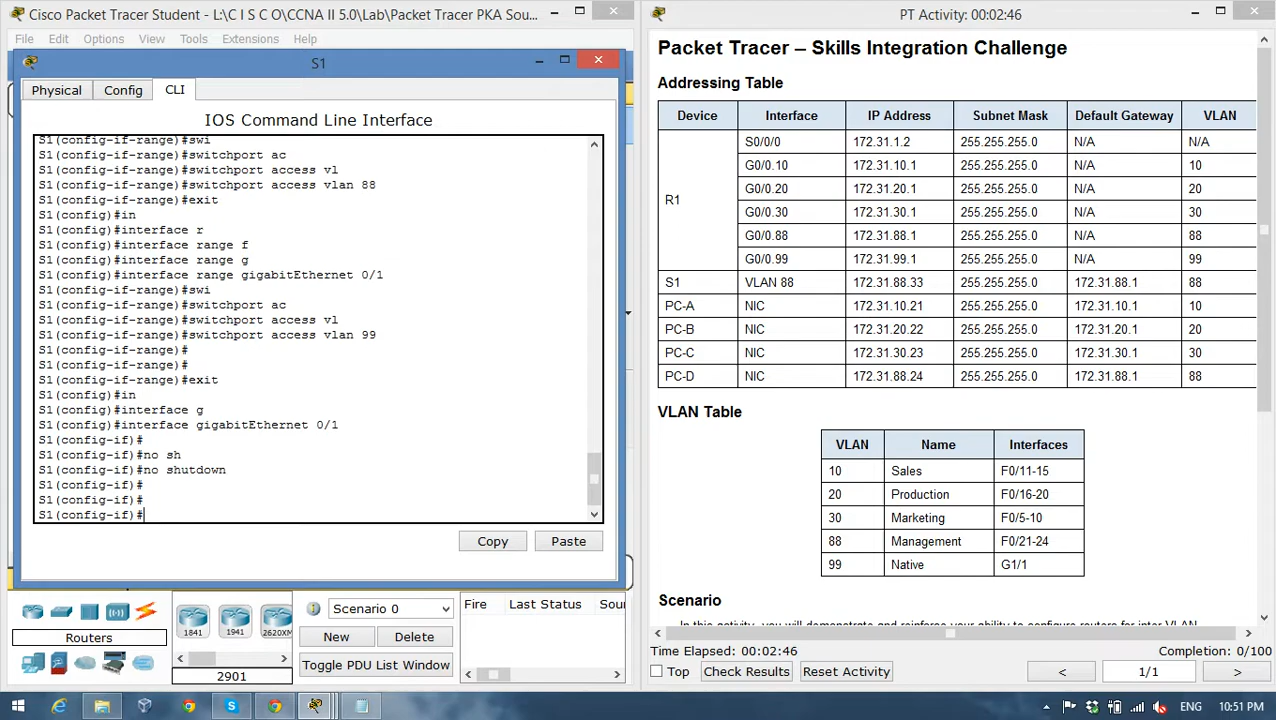 Cisco Packet Tracer Student - L:\C I S C O\CCNA II 5.0\Lab\Packet Tracer PKA Sou...
File Edit Options View Tools Extensions Help
S1
Physical Config CLI
IOS Command Line Interface
S1(config-if-range)#swi
S1(config-if-range)#switchport ac
S1(config-if-range)#switchport access vl
S1(config-if-range)#switchport access vlan 88
S1(config-if-range)#exit
S1(config)#in
S1(config)#interface r
S1(config)#interface range f
S1(config)#interface range g
S1(config)#interface range gigabitEthernet 0/1
S1(config-if-range)#swi
S1(config-if-range)#switchport ac
S1(config-if-range)#switchport access vl
S1(config-if-range)#switchport access vlan 99
S1(config-if-range)#
S1(config-if-range)#
S1(config-if-range)#exit
S1(config)#in
S1(config)#interface g
S1(config)#interface gigabitEthernet 0/1
S1(config-if)#
S1(config-if)#no sh
S1(config-if)#no shutdown
S1(config-if)#
S1(config-if)#
S1(config-if)#
Copy Paste
Routers
1841 1941 2620XM
2901
Scenario 0
New Delete
Toggle PDU List Window
Fire Last Status Sou
PT Activity: 00:02:46
Packet Tracer – Skills Integration Challenge
Addressing Table
Device Interface IP Address Subnet Mask Default Gateway VLAN
R1
S0/0/0 172.31.1.2 255.255.255.0 N/A N/A
G0/0.10 172.31.10.1 255.255.255.0 N/A 10
G0/0.20 172.31.20.1 255.255.255.0 N/A 20
G0/0.30 172.31.30.1 255.255.255.0 N/A 30
G0/0.88 172.31.88.1 255.255.255.0 N/A 88
G0/0.99 172.31.99.1 255.255.255.0 N/A 99
S1 VLAN 88 172.31.88.33 255.255.255.0 172.31.88.1 88
PC-A NIC 172.31.10.21 255.255.255.0 172.31.10.1 10
PC-B NIC 172.31.20.22 255.255.255.0 172.31.20.1 20
PC-C NIC 172.31.30.23 255.255.255.0 172.31.30.1 30
PC-D NIC 172.31.88.24 255.255.255.0 172.31.88.1 88
VLAN Table
VLAN Name Interfaces
10 Sales F0/11-15
20 Production F0/16-20
30 Marketing F0/5-10
88 Management F0/21-24
99 Native G1/1
Scenario
In this activity, you will demonstrate and reinforce your ability to configure routers for inter-VLAN
Time Elapsed: 00:02:46 Completion: 0/100
Top Check Results Reset Activity < 1/1 >
ENG 10:51 PM